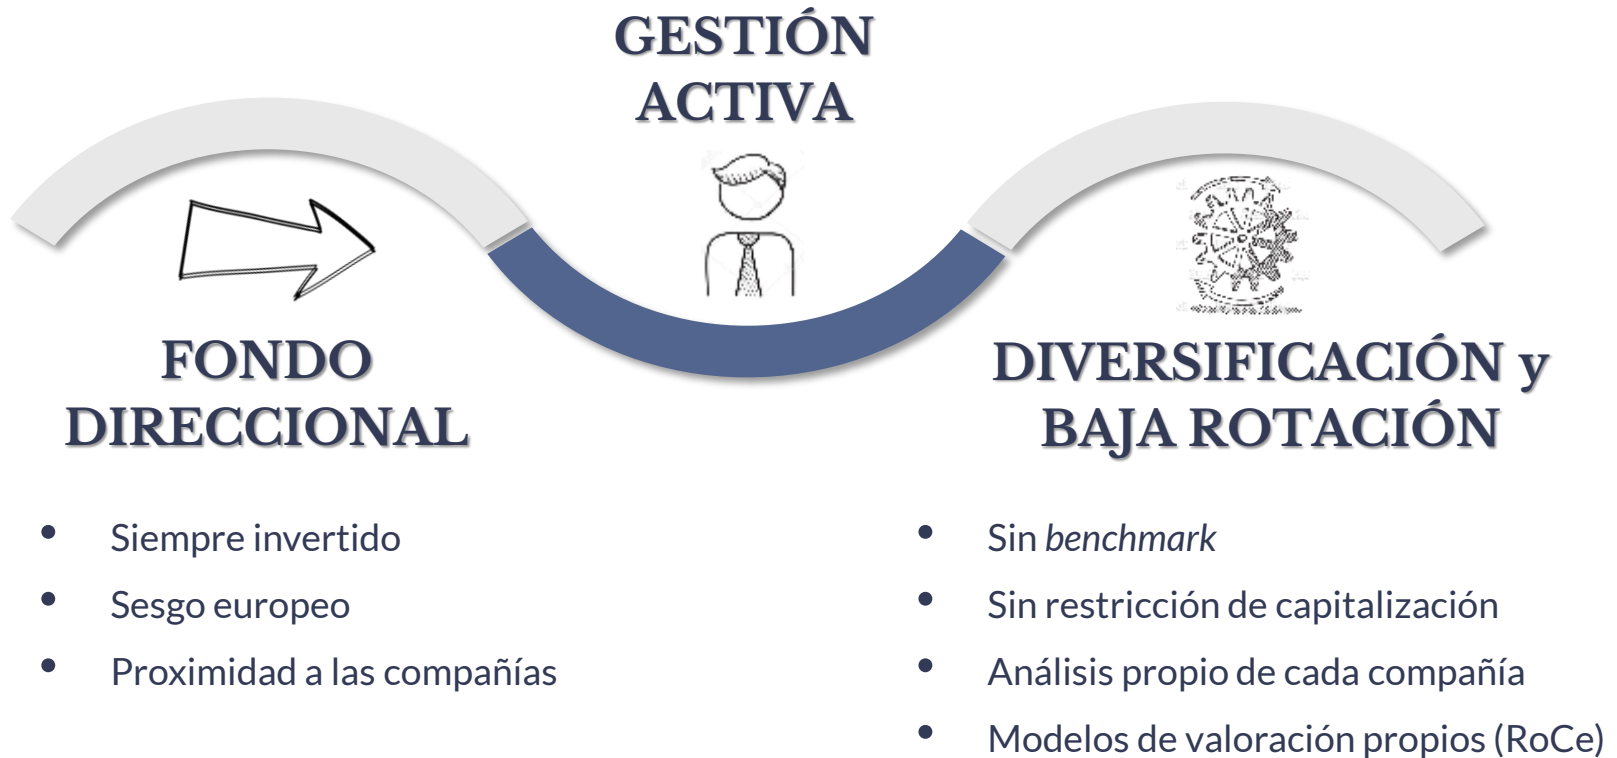 GESTIÓN
ACTIVA
FONDO
DIRECCIONAL
DIVERSIFICACIÓN y
BAJA ROTACIÓN
• Siempre invertido
• Sesgo europeo
• Proximidad a las compañías
• Sin benchmark
• Sin restricción de capitalización
• Análisis propio de cada compañía
• Modelos de valoración propios (RoCe)